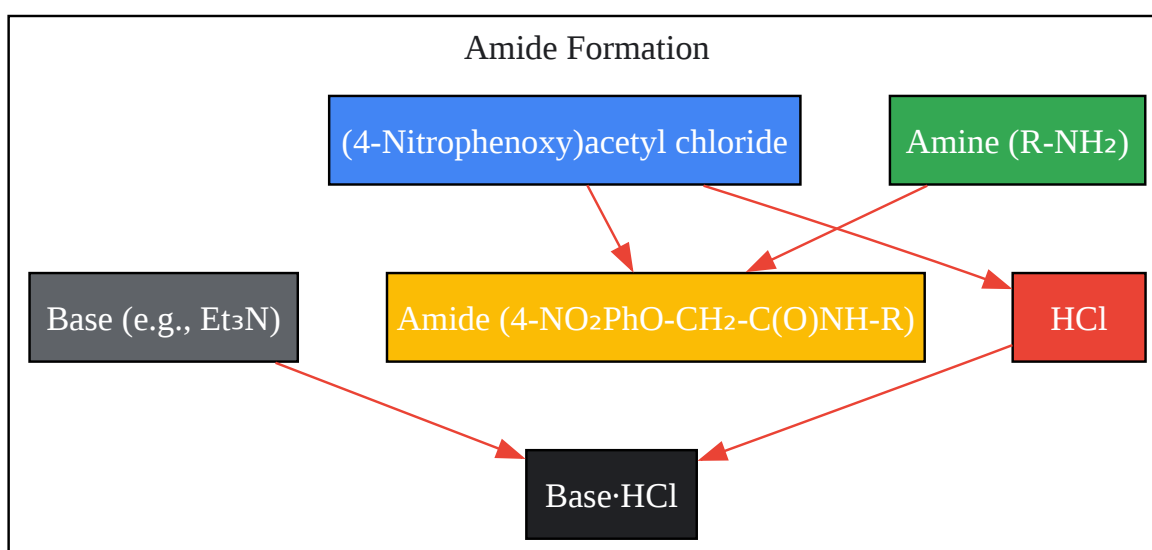 Amide Formation
(4-Nitrophenoxy)acetyl chloride
Amine (R-NH₂)
Base (e.g., Et₃N)
Amide (4-NO₂PhO-CH₂-C(O)NH-R)
HCl
Base·HCl